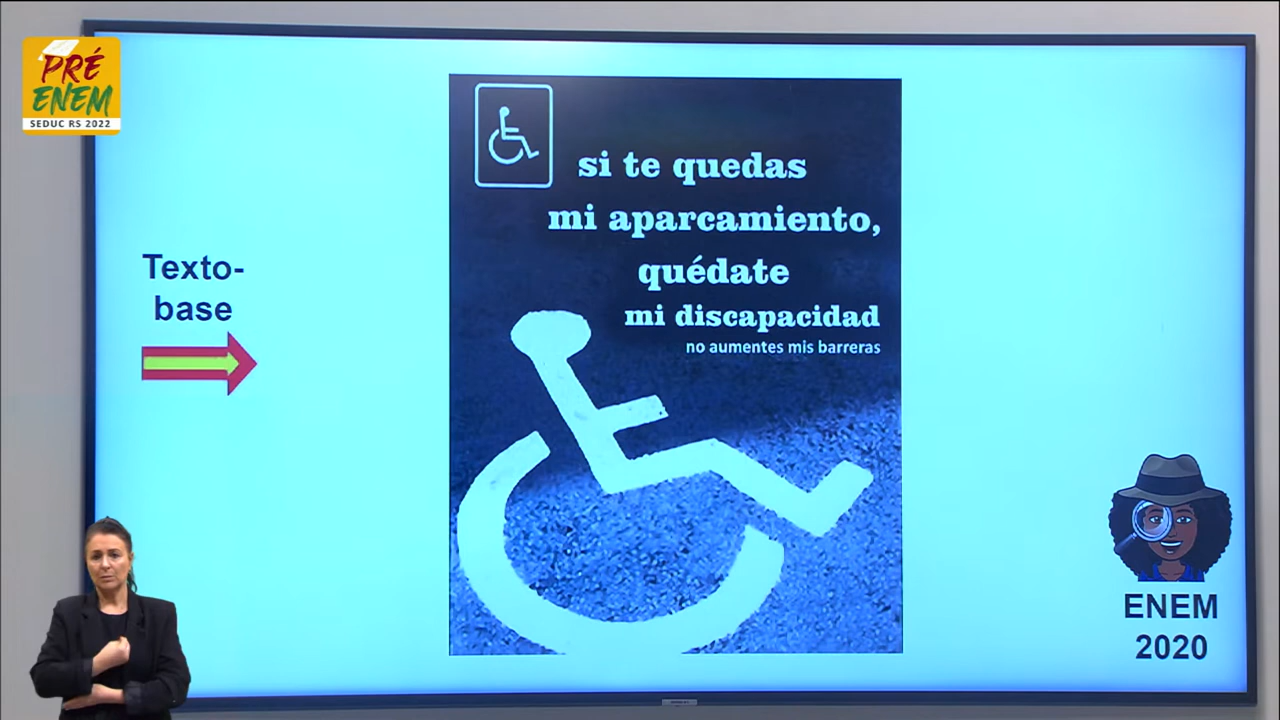 PRÉ
ENEM
SEDUC RS 2022
Texto-
base
si te quedas
mi aparcamiento,
quédate
mi discapacidad
no aumentes mis barreras
ENEM
2020